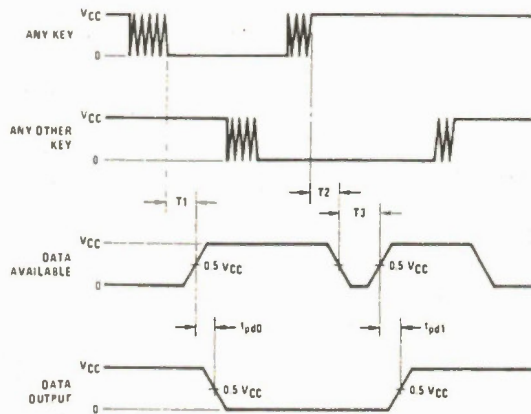 VCC
ANY KEY
0
VCC
ANY OTHER
KEY
0
T1
T2
T3
VCC
DATA
AVAILABLE
0.5 VCC
0.5 VCC
0
tpd0
tpd1
VCC
DATA
OUTPUT
0.5 VCC
0.5 VCC
0